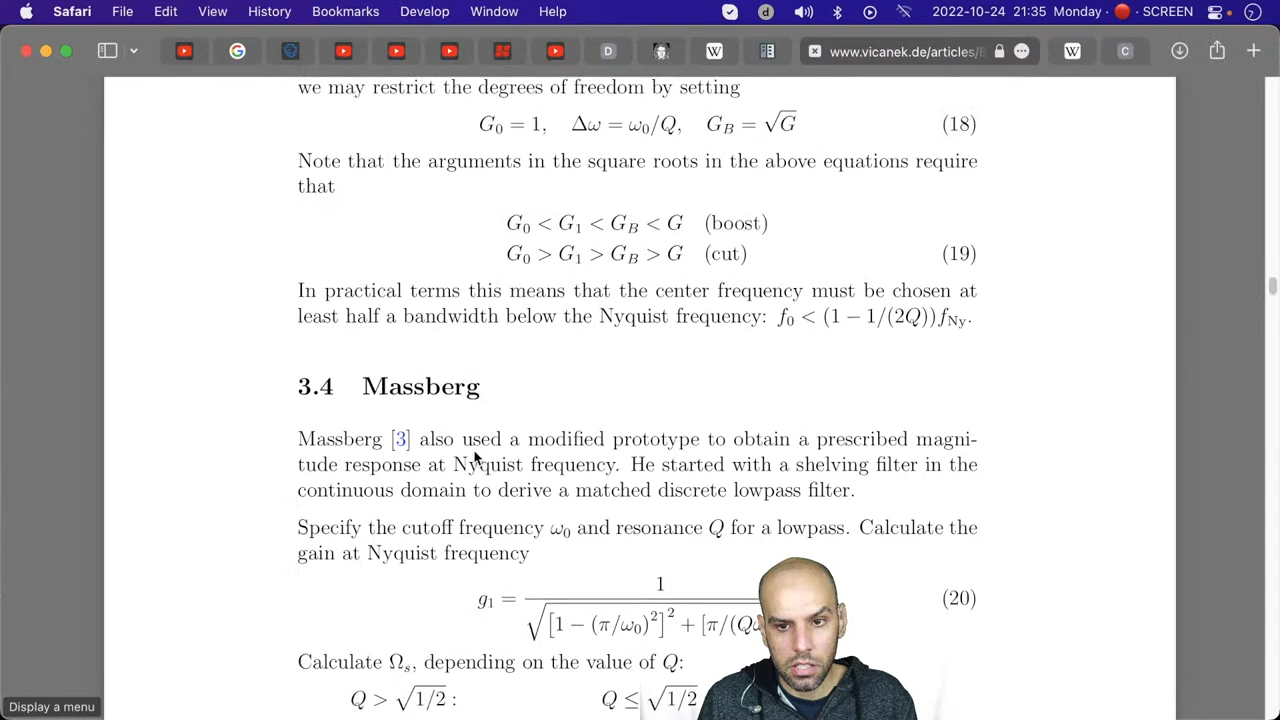 Safari File Edit View History Bookmarks Develop Window Help 2022-10-24 21:35 Monday SCREEN
G D W www.vicanek.de/articles/ W C
we may restrict the degrees of freedom by setting
G₀ = 1, Δω = ω₀/Q, G_B = √G (18)
Note that the arguments in the square roots in the above equations require
that
G₀ < G₁ < G_B < G (boost)
G₀ > G₁ > G_B > G (cut) (19)
In practical terms this means that the center frequency must be chosen at
least half a bandwidth below the Nyquist frequency: f₀ < (1 − 1/(2Q))f_Ny.
3.4 Massberg
Massberg [3] also used a modified prototype to obtain a prescribed magni-
tude response at Nyquist frequency. He started with a shelving filter in the
continuous domain to derive a matched discrete lowpass filter.
Specify the cutoff frequency ω₀ and resonance Q for a lowpass. Calculate the
gain at Nyquist frequency
g₁ = 1 / √[1 − (π/ω₀)²]² + [π/(Q (20)
Calculate Ωₛ, depending on the value of Q:
Q > √1/2 : Q ≤ √1/2
Display a menu